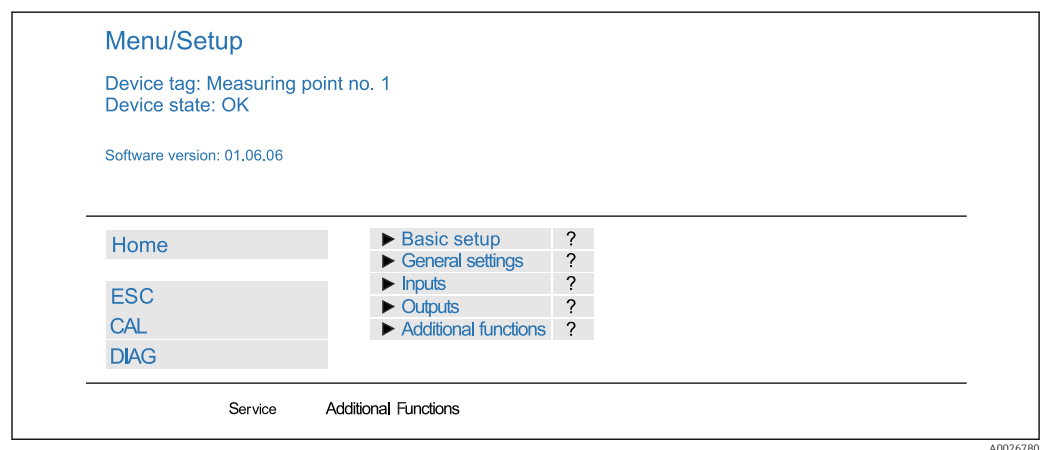 Menu/Setup
Device tag: Measuring point no. 1
Device state: OK
Software version: 01.06.06
Home
ESC
CAL
DIAG
Basic setup ?
General settings ?
Inputs ?
Outputs ?
Additional functions ?
Service Additional Functions
A0026780